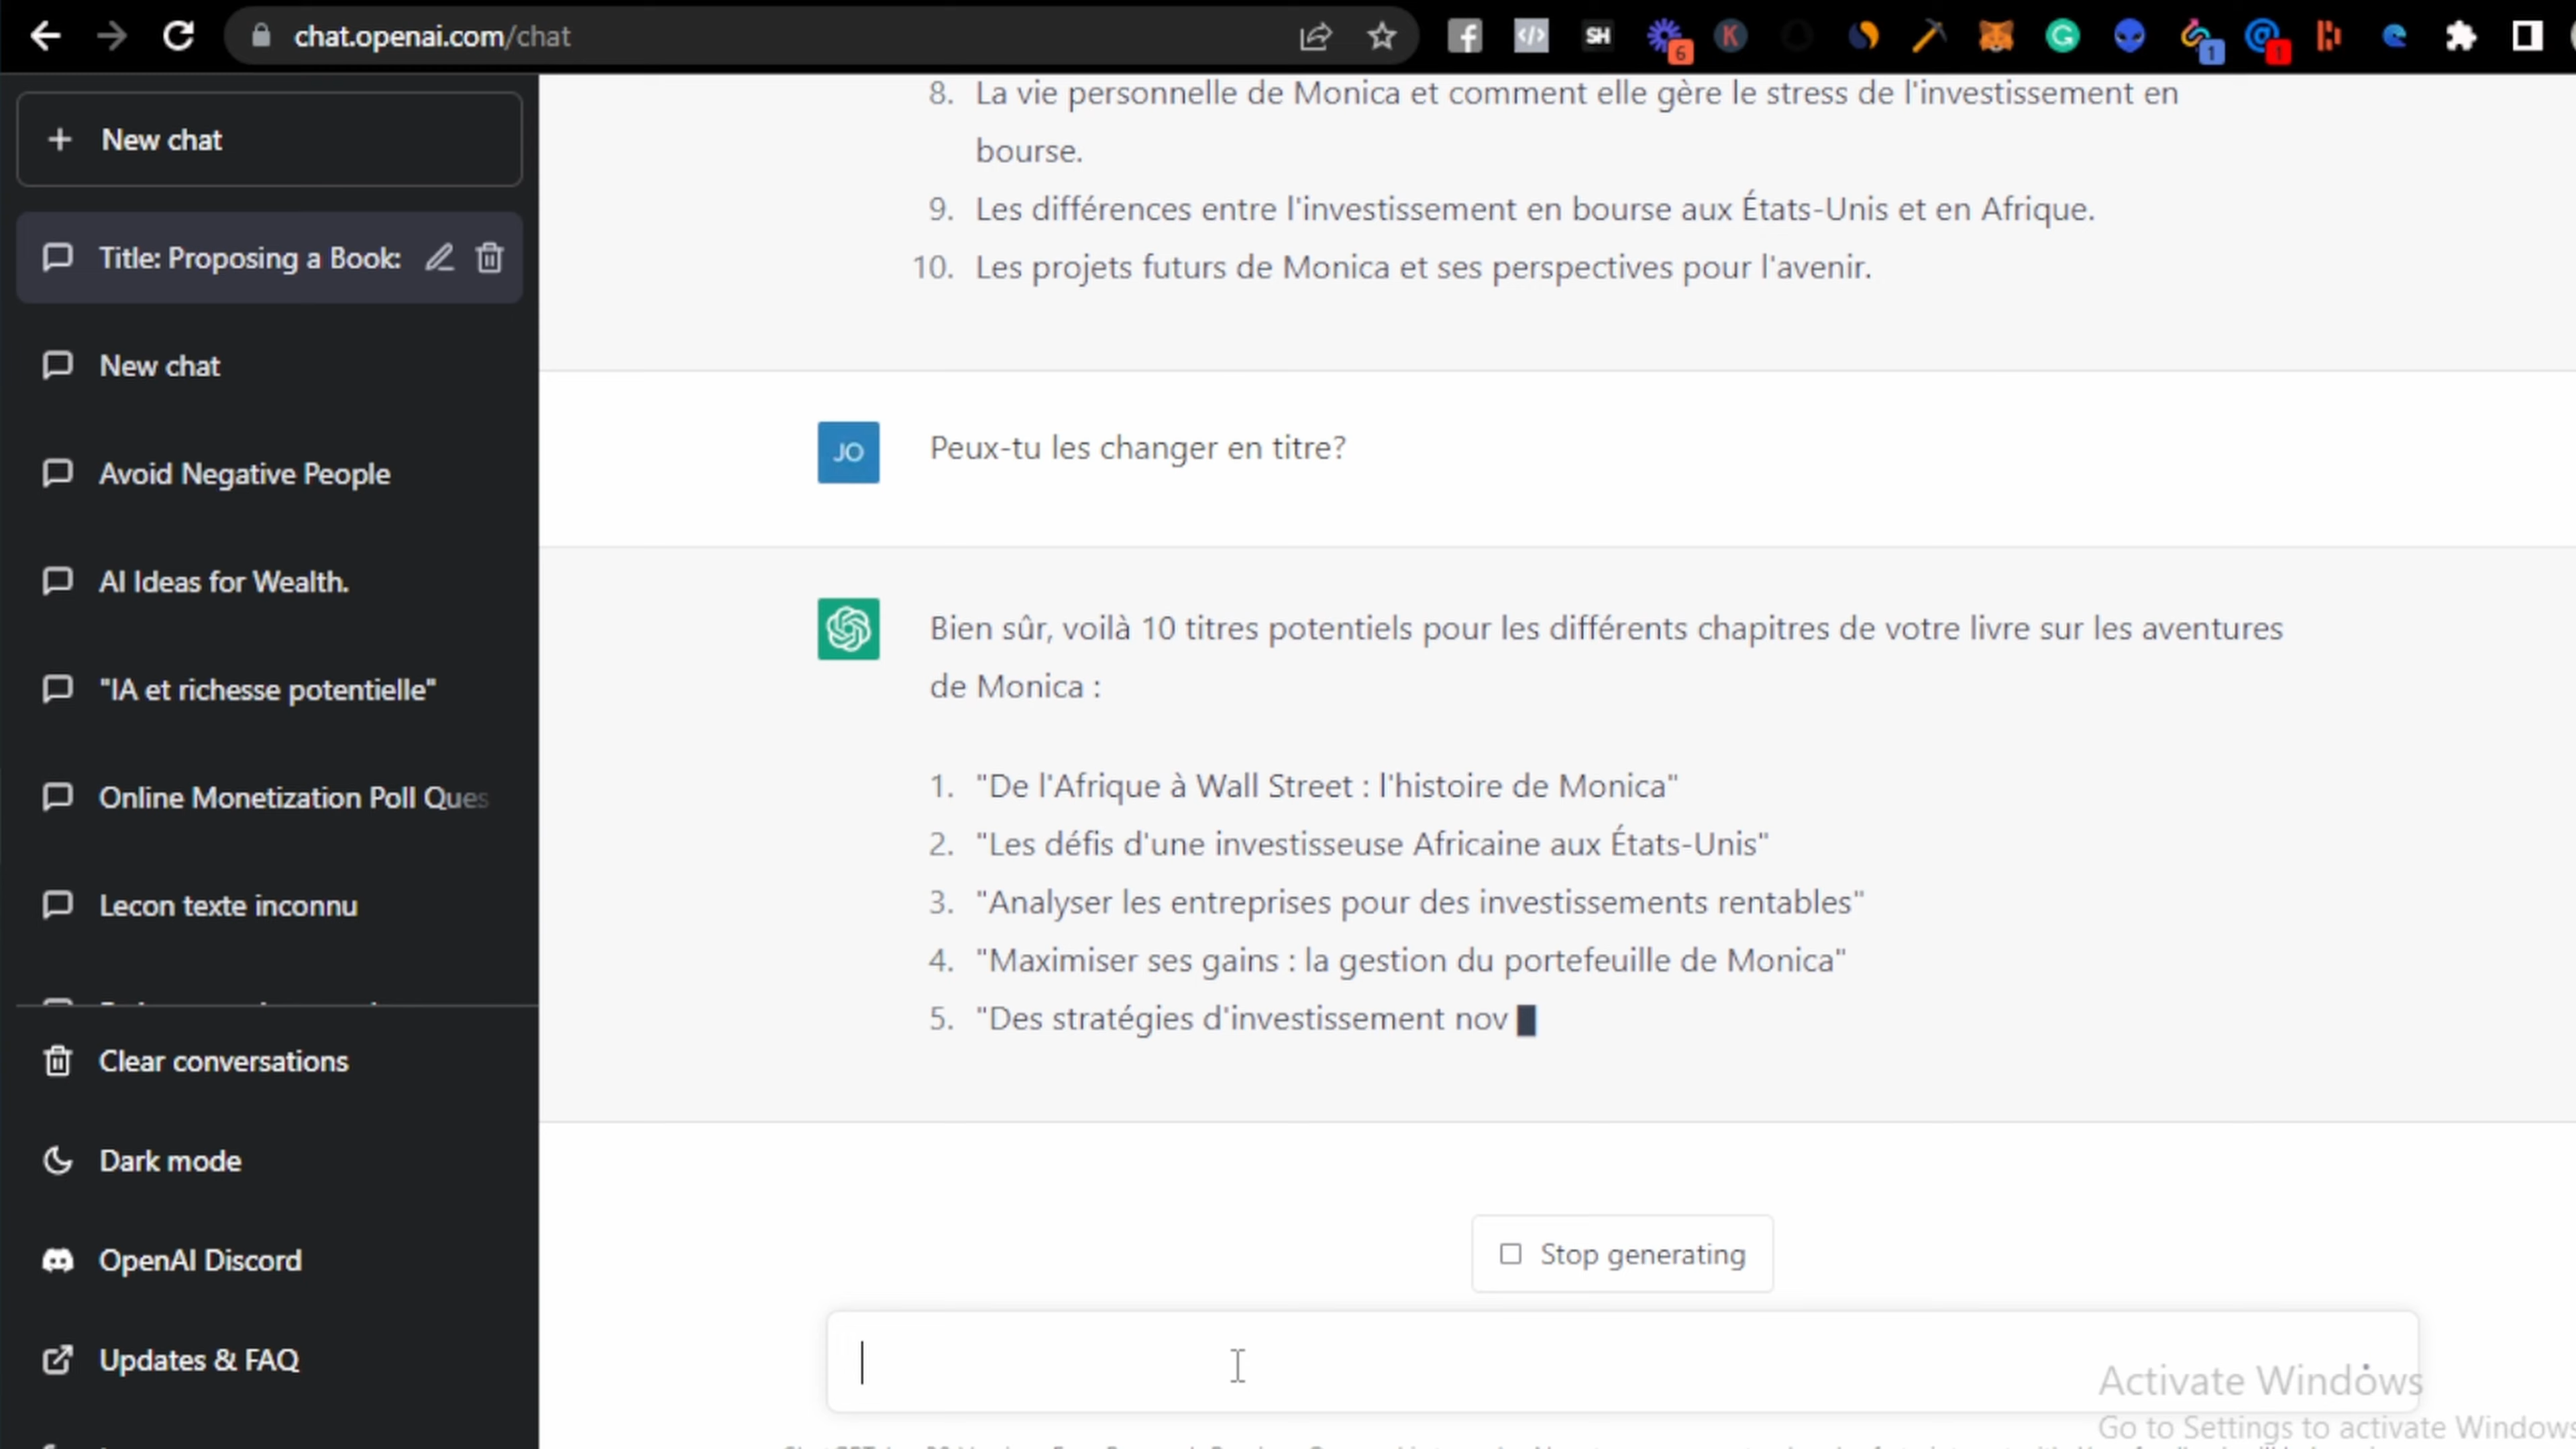 chat.openai.com/chat
SH
6
K
G
1
1
New chat
Title: Proposing a Book:
New chat
Avoid Negative People
AI Ideas for Wealth.
"IA et richesse potentielle"
Online Monetization Poll Ques
Lecon texte inconnu
Clear conversations
Dark mode
OpenAI Discord
Updates & FAQ
8. La vie personnelle de Monica et comment elle gère le stress de l'investissement en
bourse.
9. Les différences entre l'investissement en bourse aux États-Unis et en Afrique.
10. Les projets futurs de Monica et ses perspectives pour l'avenir.
JO
Peux-tu les changer en titre?
Bien sûr, voilà 10 titres potentiels pour les différents chapitres de votre livre sur les aventures
de Monica :
1. "De l'Afrique à Wall Street : l'histoire de Monica"
2. "Les défis d'une investisseuse Africaine aux États-Unis"
3. "Analyser les entreprises pour des investissements rentables"
4. "Maximiser ses gains : la gestion du portefeuille de Monica"
5. "Des stratégies d'investissement nov
Stop generating
Activate Windows
Go to Settings to activate Windows